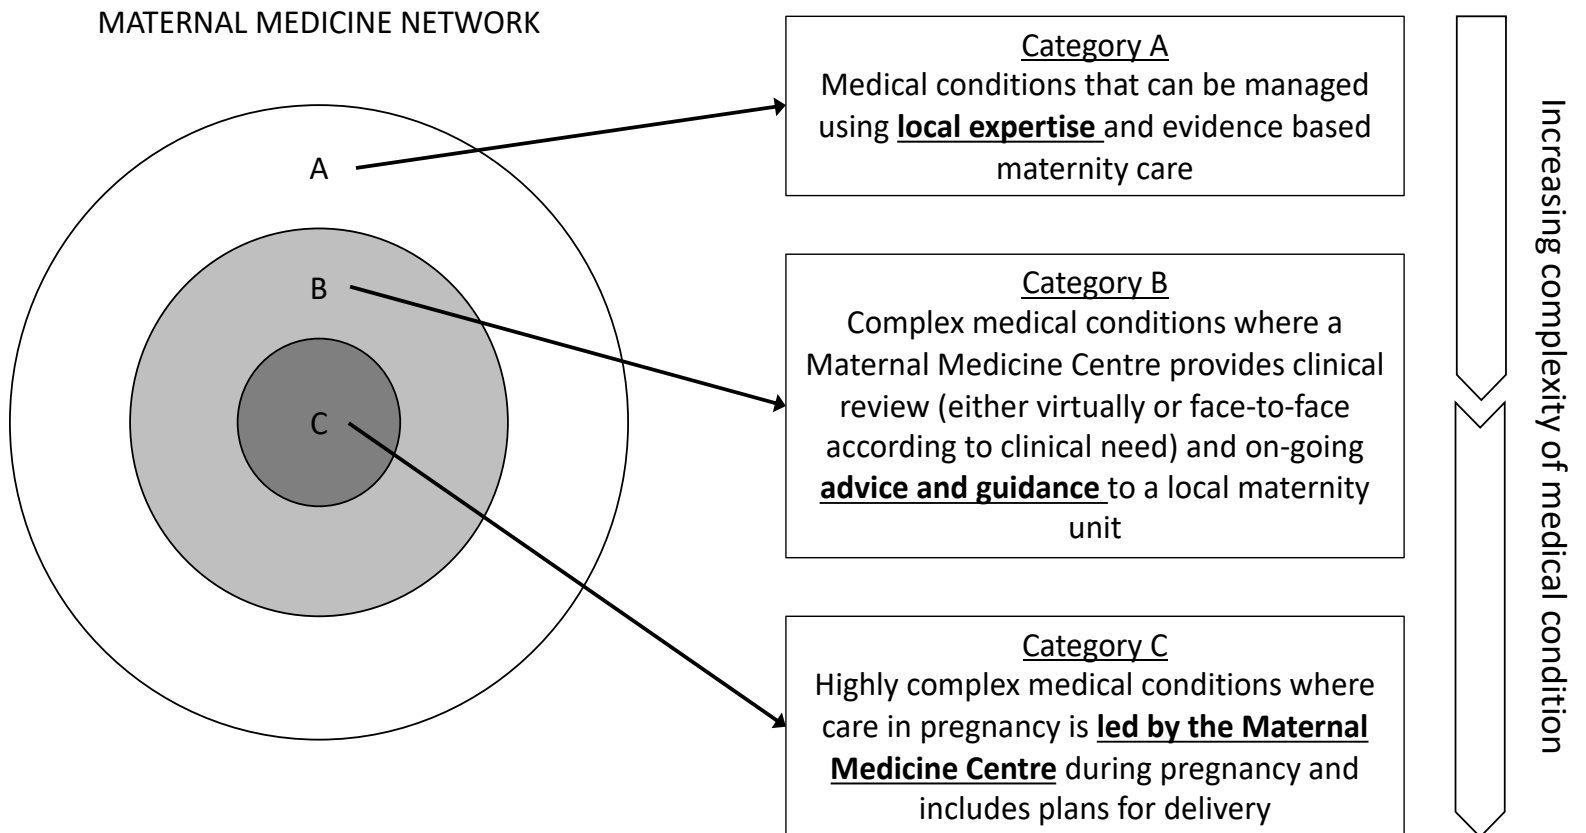 MATERNAL MEDICINE NETWORK
A
B
C
Category A
Medical conditions that can be managed
using local expertise and evidence based
maternity care
Category B
Complex medical conditions where a
Maternal Medicine Centre provides clinical
review (either virtually or face-to-face
according to clinical need) and on-going
advice and guidance to a local maternity
unit
Category C
Highly complex medical conditions where
care in pregnancy is led by the Maternal
Medicine Centre during pregnancy and
includes plans for delivery
Increasing complexity of medical condition